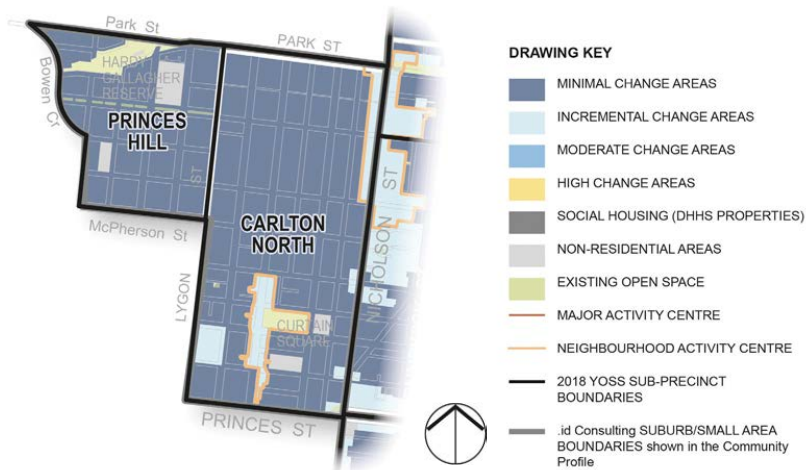 Park St
PARK ST
HARDY
GALLAGHER
RESERVE
Bowen Cr
PRINCES
HILL
ST
McPherson St
CARLTON
NORTH
NICHOLSON ST
LYGON
CURTAIN
SQUARE
PRINCES ST
DRAWING KEY
MINIMAL CHANGE AREAS
INCREMENTAL CHANGE AREAS
MODERATE CHANGE AREAS
HIGH CHANGE AREAS
SOCIAL HOUSING (DHHS PROPERTIES)
NON-RESIDENTIAL AREAS
EXISTING OPEN SPACE
MAJOR ACTIVITY CENTRE
NEIGHBOURHOOD ACTIVITY CENTRE
2018 YOSS SUB-PRECINCT
BOUNDARIES
.id Consulting SUBURB/SMALL AREA
BOUNDARIES shown in the Community
Profile